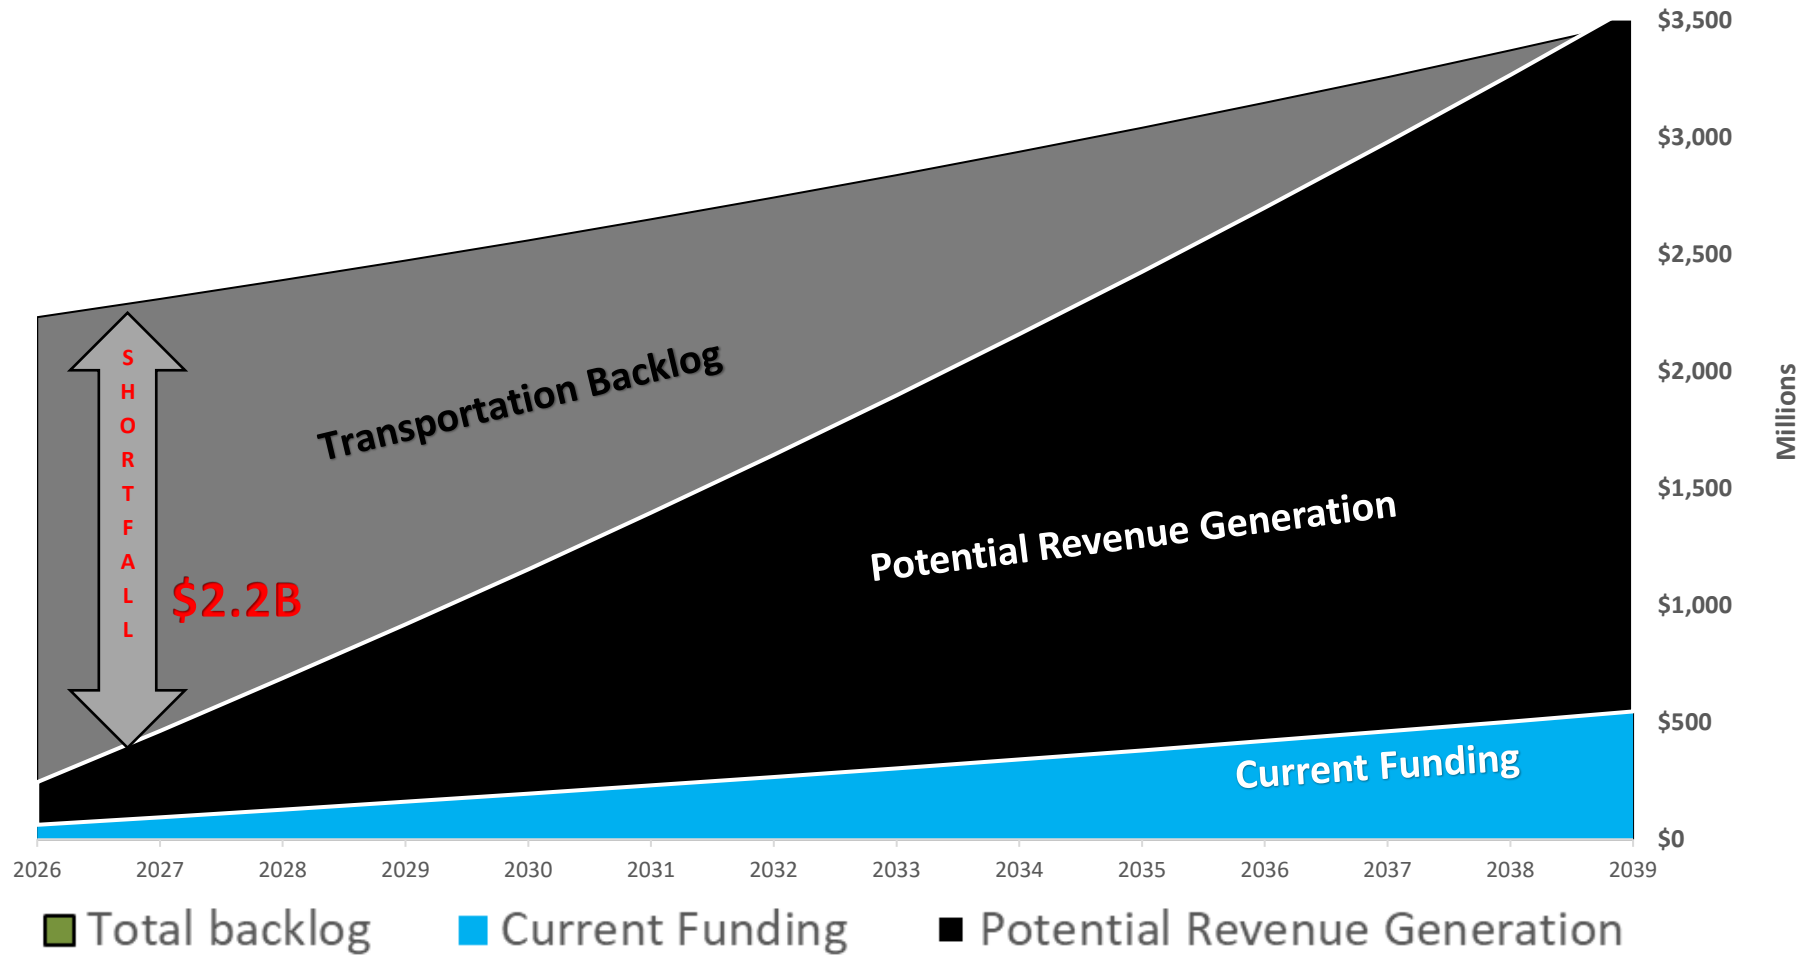 $3,500
$3,000
$2,500
$2,000
$1,500
$1,000
$500
$0
Millions
SHORTFALL
$2.2B
Transportation Backlog
Potential Revenue Generation
Current Funding
2026 2027 2028 2029 2030 2031 2032 2033 2034 2035 2036 2037 2038 2039
Total backlog Current Funding Potential Revenue Generation